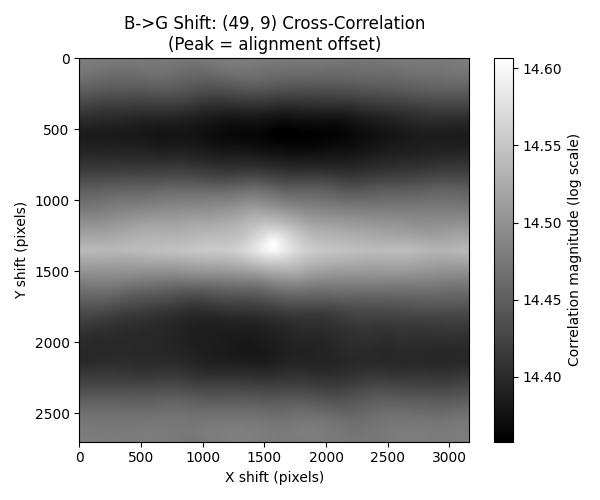 B->G Shift: (49, 9) Cross-Correlation
(Peak = alignment offset)
0
500
1000
1500
2000
2500
Y shift (pixels)
0 500 1000 1500 2000 2500 3000
X shift (pixels)
14.60
14.55
14.50
14.45
14.40
Correlation magnitude (log scale)